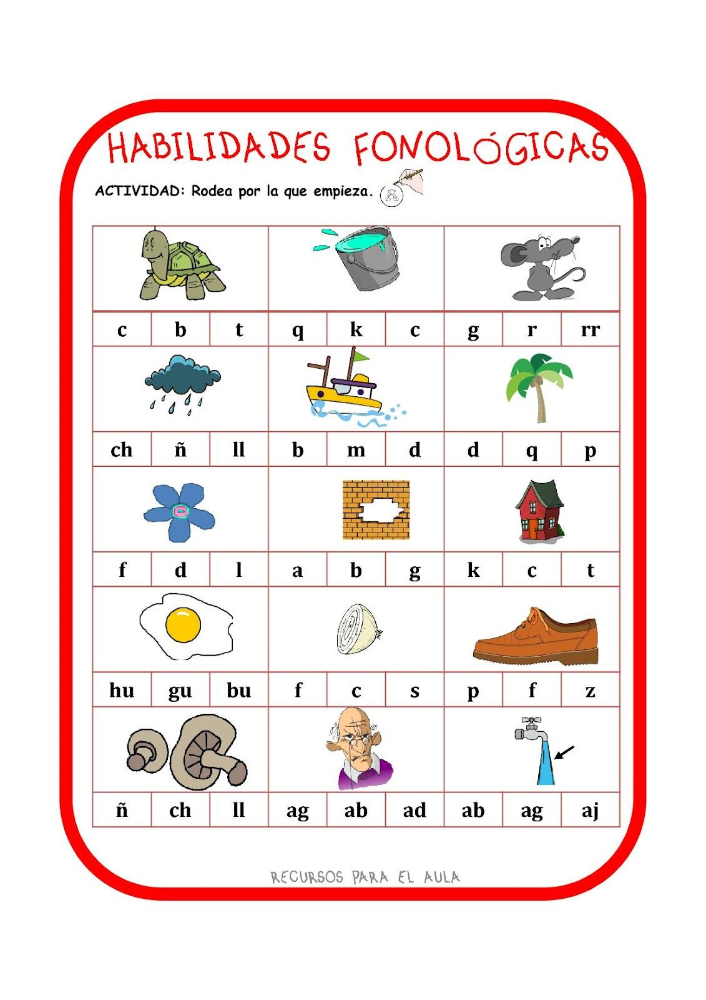 HABILIDADES FONOLÓGICAS
ACTIVIDAD: Rodea por la que empieza.
c b t q k c g r rr
ch ñ ll b m d d q p
f d l a b g k c t
hu gu bu f c s p f z
ñ ch ll ag ab ad ab ag aj
RECURSOS PARA EL AULA